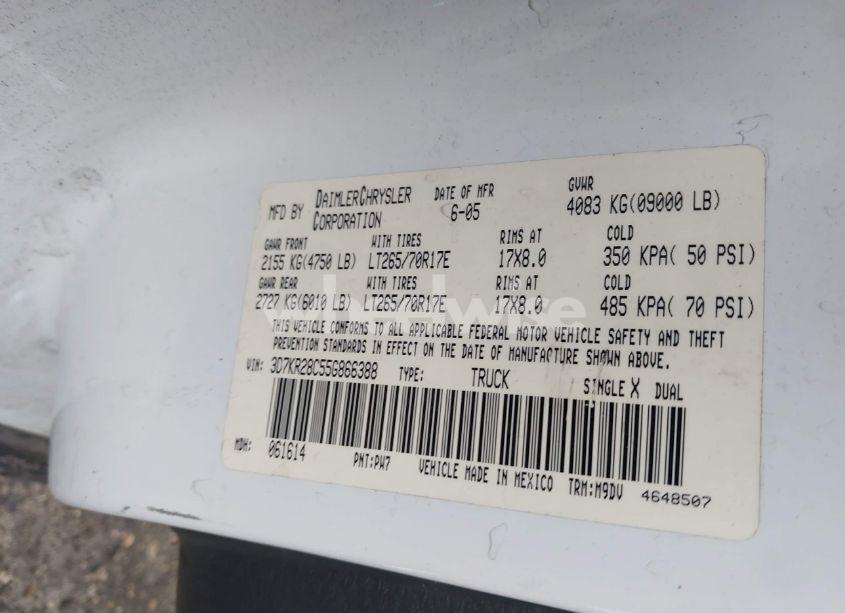 MFD BY DAIMLERCHRYSLER CORPORATION DATE OF MFR 6-05 GVWR 4083 KG(09000 LB)
GAWR FRONT WITH TIRES RIMS AT COLD
2155 KG(4750 LB) LT265/70R17E 17X8.0 350 KPA( 50 PSI)
GAWR REAR WITH TIRES RIMS AT COLD
2727 KG(6010 LB) LT265/70R17E 17X8.0 485 KPA( 70 PSI)
THIS VEHICLE CONFORMS TO ALL APPLICABLE FEDERAL MOTOR VEHICLE SAFETY AND THEFT
PREVENTION STANDARDS IN EFFECT ON THE DATE OF MANUFACTURE SHOWN ABOVE.
VIN: 3D7KR28C55G866388 TYPE: TRUCK SINGLE X DUAL
MDH: 061614 PNT:PW7 VEHICLE MADE IN MEXICO TRM:M9DV 4648507
wheelwise